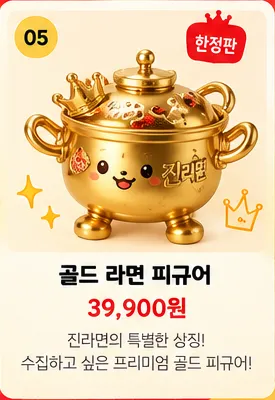 05
한정판
진라면
골드 라면 피규어
39,900원
진라면의 특별한 상징!
수집하고 싶은 프리미엄 골드 피규어!